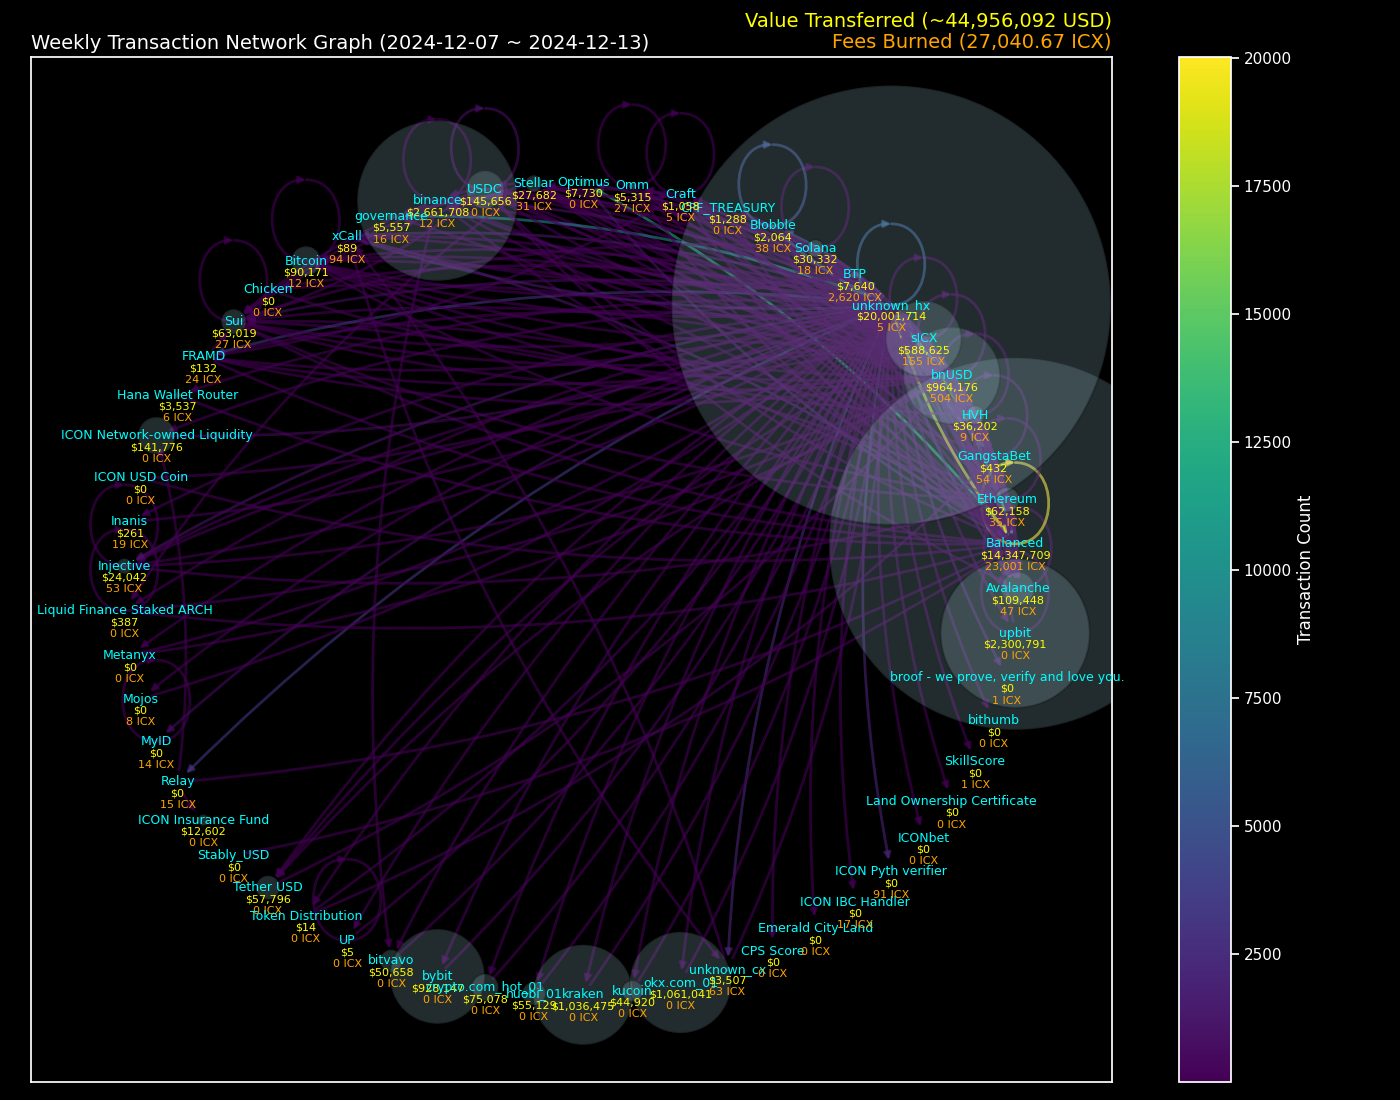 Value Transferred (~44,956,092 USD)
Weekly Transaction Network Graph (2024-12-07 ~ 2024-12-13)
Fees Burned (27,040.67 ICX)
USDC
$145,656
0 ICX
Stellar
$27,682
31 ICX
Optimus
$7,730
0 ICX
Omm
$5,315
27 ICX
Craft
$1,058
5 ICX
_TREASURY
$1,288
0 ICX
Blobble
$2,064
38 ICX
Solana
$30,332
18 ICX
BTP
$7,640
2,620 ICX
unknown_hx
$20,001,714
5 ICX
sICX
$588,625
155 ICX
bnUSD
$964,176
504 ICX
HVH
$36,202
9 ICX
GangstaBet
$432
54 ICX
Ethereum
$62,158
35 ICX
Balanced
$14,347,709
23,001 ICX
Avalanche
$109,448
47 ICX
upbit
$2,300,791
0 ICX
broof - we prove, verify and love you.
$0
1 ICX
bithumb
$0
0 ICX
SkillScore
$0
1 ICX
Land Ownership Certificate
$0
0 ICX
ICONbet
$0
0 ICX
ICON Pyth verifier
$0
91 ICX
ICON IBC Handler
$0
17 ICX
Emerald City Land
$0
0 ICX
CPS Score
$0
0 ICX
unknown_cx
$3,507
63 ICX
okx.com_0
$1,061,041
0 ICX
kucoin
$44,920
0 ICX
kraken
$1,036,475
0 ICX
huobi_01
$55,129
0 ICX
crypto.com_hot_01
$75,078
0 ICX
bybit
$928,147
0 ICX
bitvavo
$50,658
0 ICX
UP
$5
0 ICX
Token Distribution
$14
0 ICX
Tether USD
$57,796
0 ICX
Stably_USD
$0
0 ICX
ICON Insurance Fund
$12,602
0 ICX
Relay
$0
15 ICX
MyID
$0
14 ICX
Mojos
$0
8 ICX
Metanyx
$0
0 ICX
Liquid Finance Staked ARCH
$387
0 ICX
Injective
$24,042
53 ICX
Inanis
$261
19 ICX
ICON USD Coin
$0
0 ICX
ICON Network-owned Liquidity
$141,776
0 ICX
Hana Wallet Router
$3,537
6 ICX
FRAMD
$132
24 ICX
Sui
$63,019
27 ICX
Chicken
$0
0 ICX
Bitcoin
$90,171
12 ICX
xCall
$89
94 ICX
governance
$5,557
16 ICX
binance
$2,661,708
12 ICX
20000
17500
15000
12500
10000
7500
5000
2500
Transaction Count